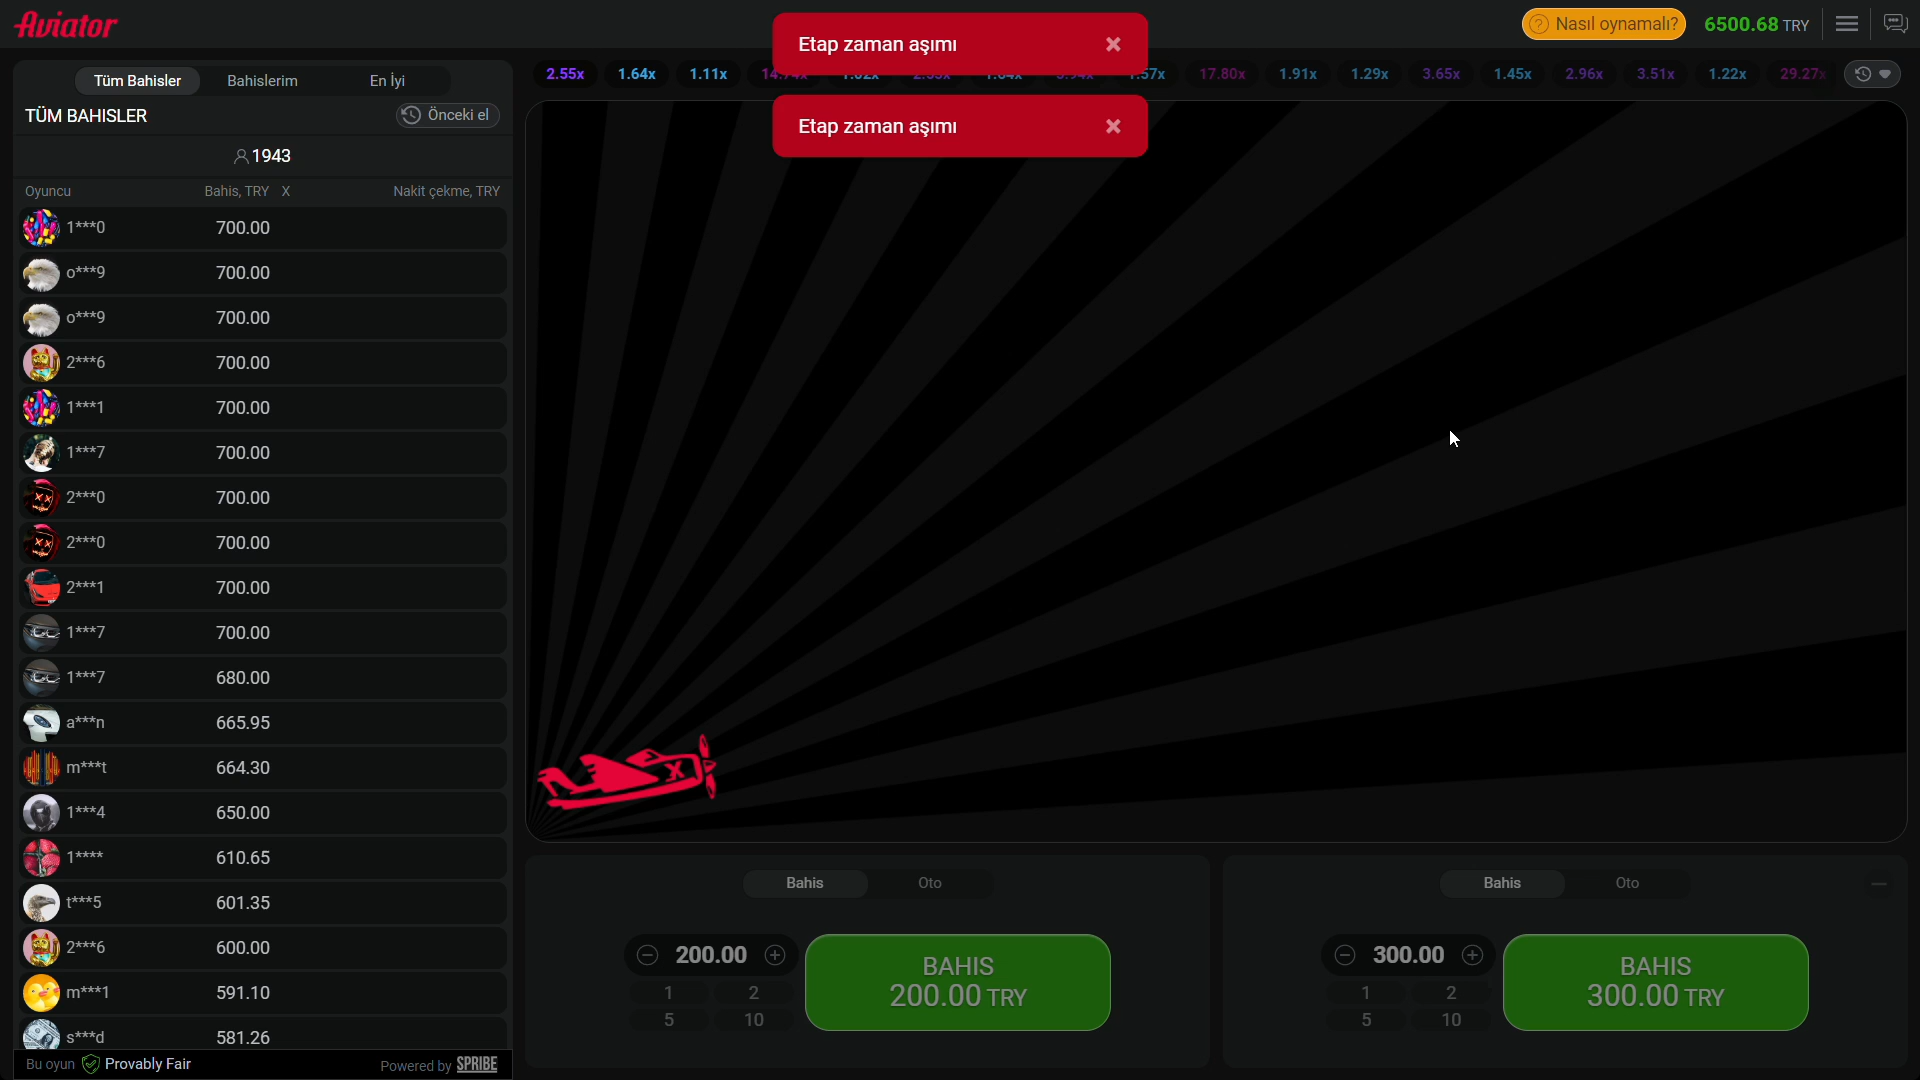 Aviator
Etap zaman aşımı
Nasıl oynamalı?
6500.68 TRY
Tüm Bahisler
Bahislerim
En İyi
2.55x
1.64x
1.11x
17.80x
1.91x
1.29x
3.65x
1.45x
2.96x
3.51x
1.22x
29.27x
TÜM BAHISLER
Önceki el
Etap zaman aşımı
1943
Oyuncu
Bahis, TRY X
Nakit çekme, TRY
1***0 700.00
o***9 700.00
o***9 700.00
2***6 700.00
1***1 700.00
1***7 700.00
2***0 700.00
2***0 700.00
2***1 700.00
1***7 700.00
1***7 680.00
a***n 665.95
m***t 664.30
1***4 650.00
1**** 610.65
t***5 601.35
2***6 600.00
m***1 591.10
s***d 581.26
Bu oyun Provably Fair
Powered by SPRIBE
Bahis
Oto
200.00
1
2
5
10
BAHIS
200.00 TRY
Bahis
Oto
300.00
1
2
5
10
BAHIS
300.00 TRY